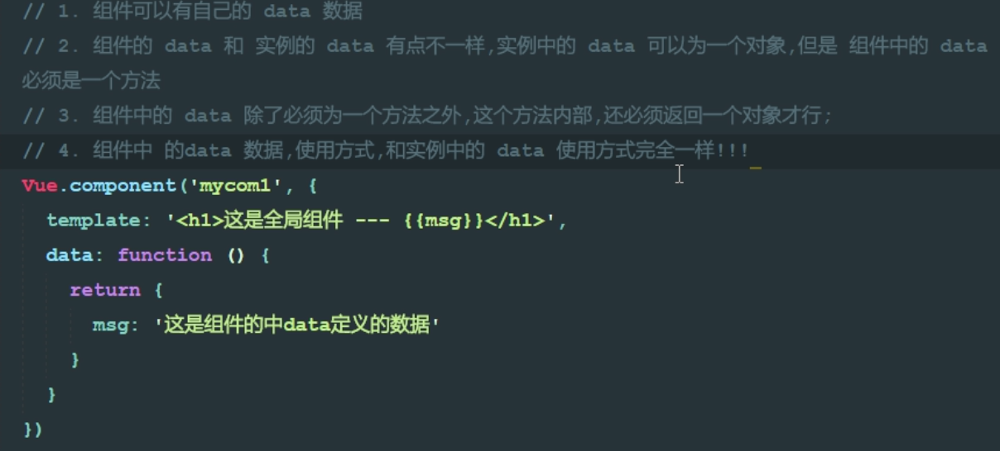 // 1. 组件可以有自己的 data 数据
// 2. 组件的 data 和 实例的 data 有点不一样,实例中的 data 可以为一个对象,但是 组件中的 data
必须是一个方法
// 3. 组件中的 data 除了必须为一个方法之外,这个方法内部,还必须返回一个对象才行;
// 4. 组件中 的data 数据,使用方式,和实例中的 data 使用方式完全一样!!!
Vue.component('mycom1', {
  template: '<h1>这是全局组件 --- {{msg}}</h1>',
  data: function () {
    return {
      msg: '这是组件的中data定义的数据'
    }
  }
})